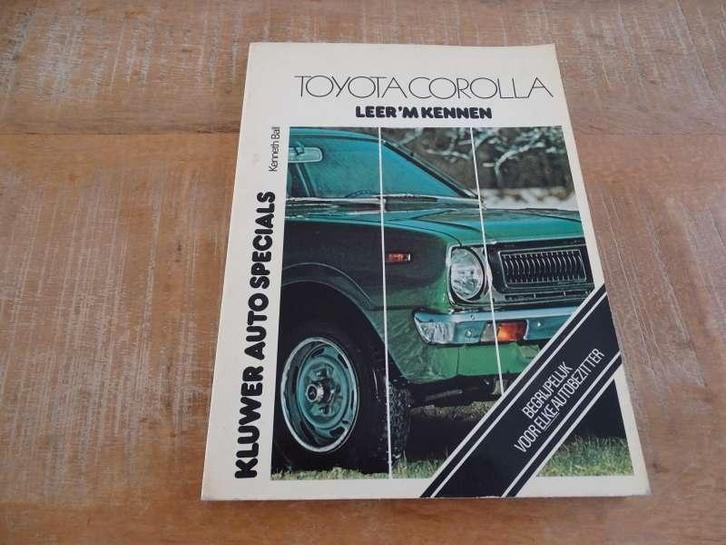 TOYOTA COROLLA
LEER 'M KENNEN
Kenneth Ball
KLUWER AUTO SPECIALS
BEGRIJPELIJK
VOOR ELKE AUTOBEZITTER